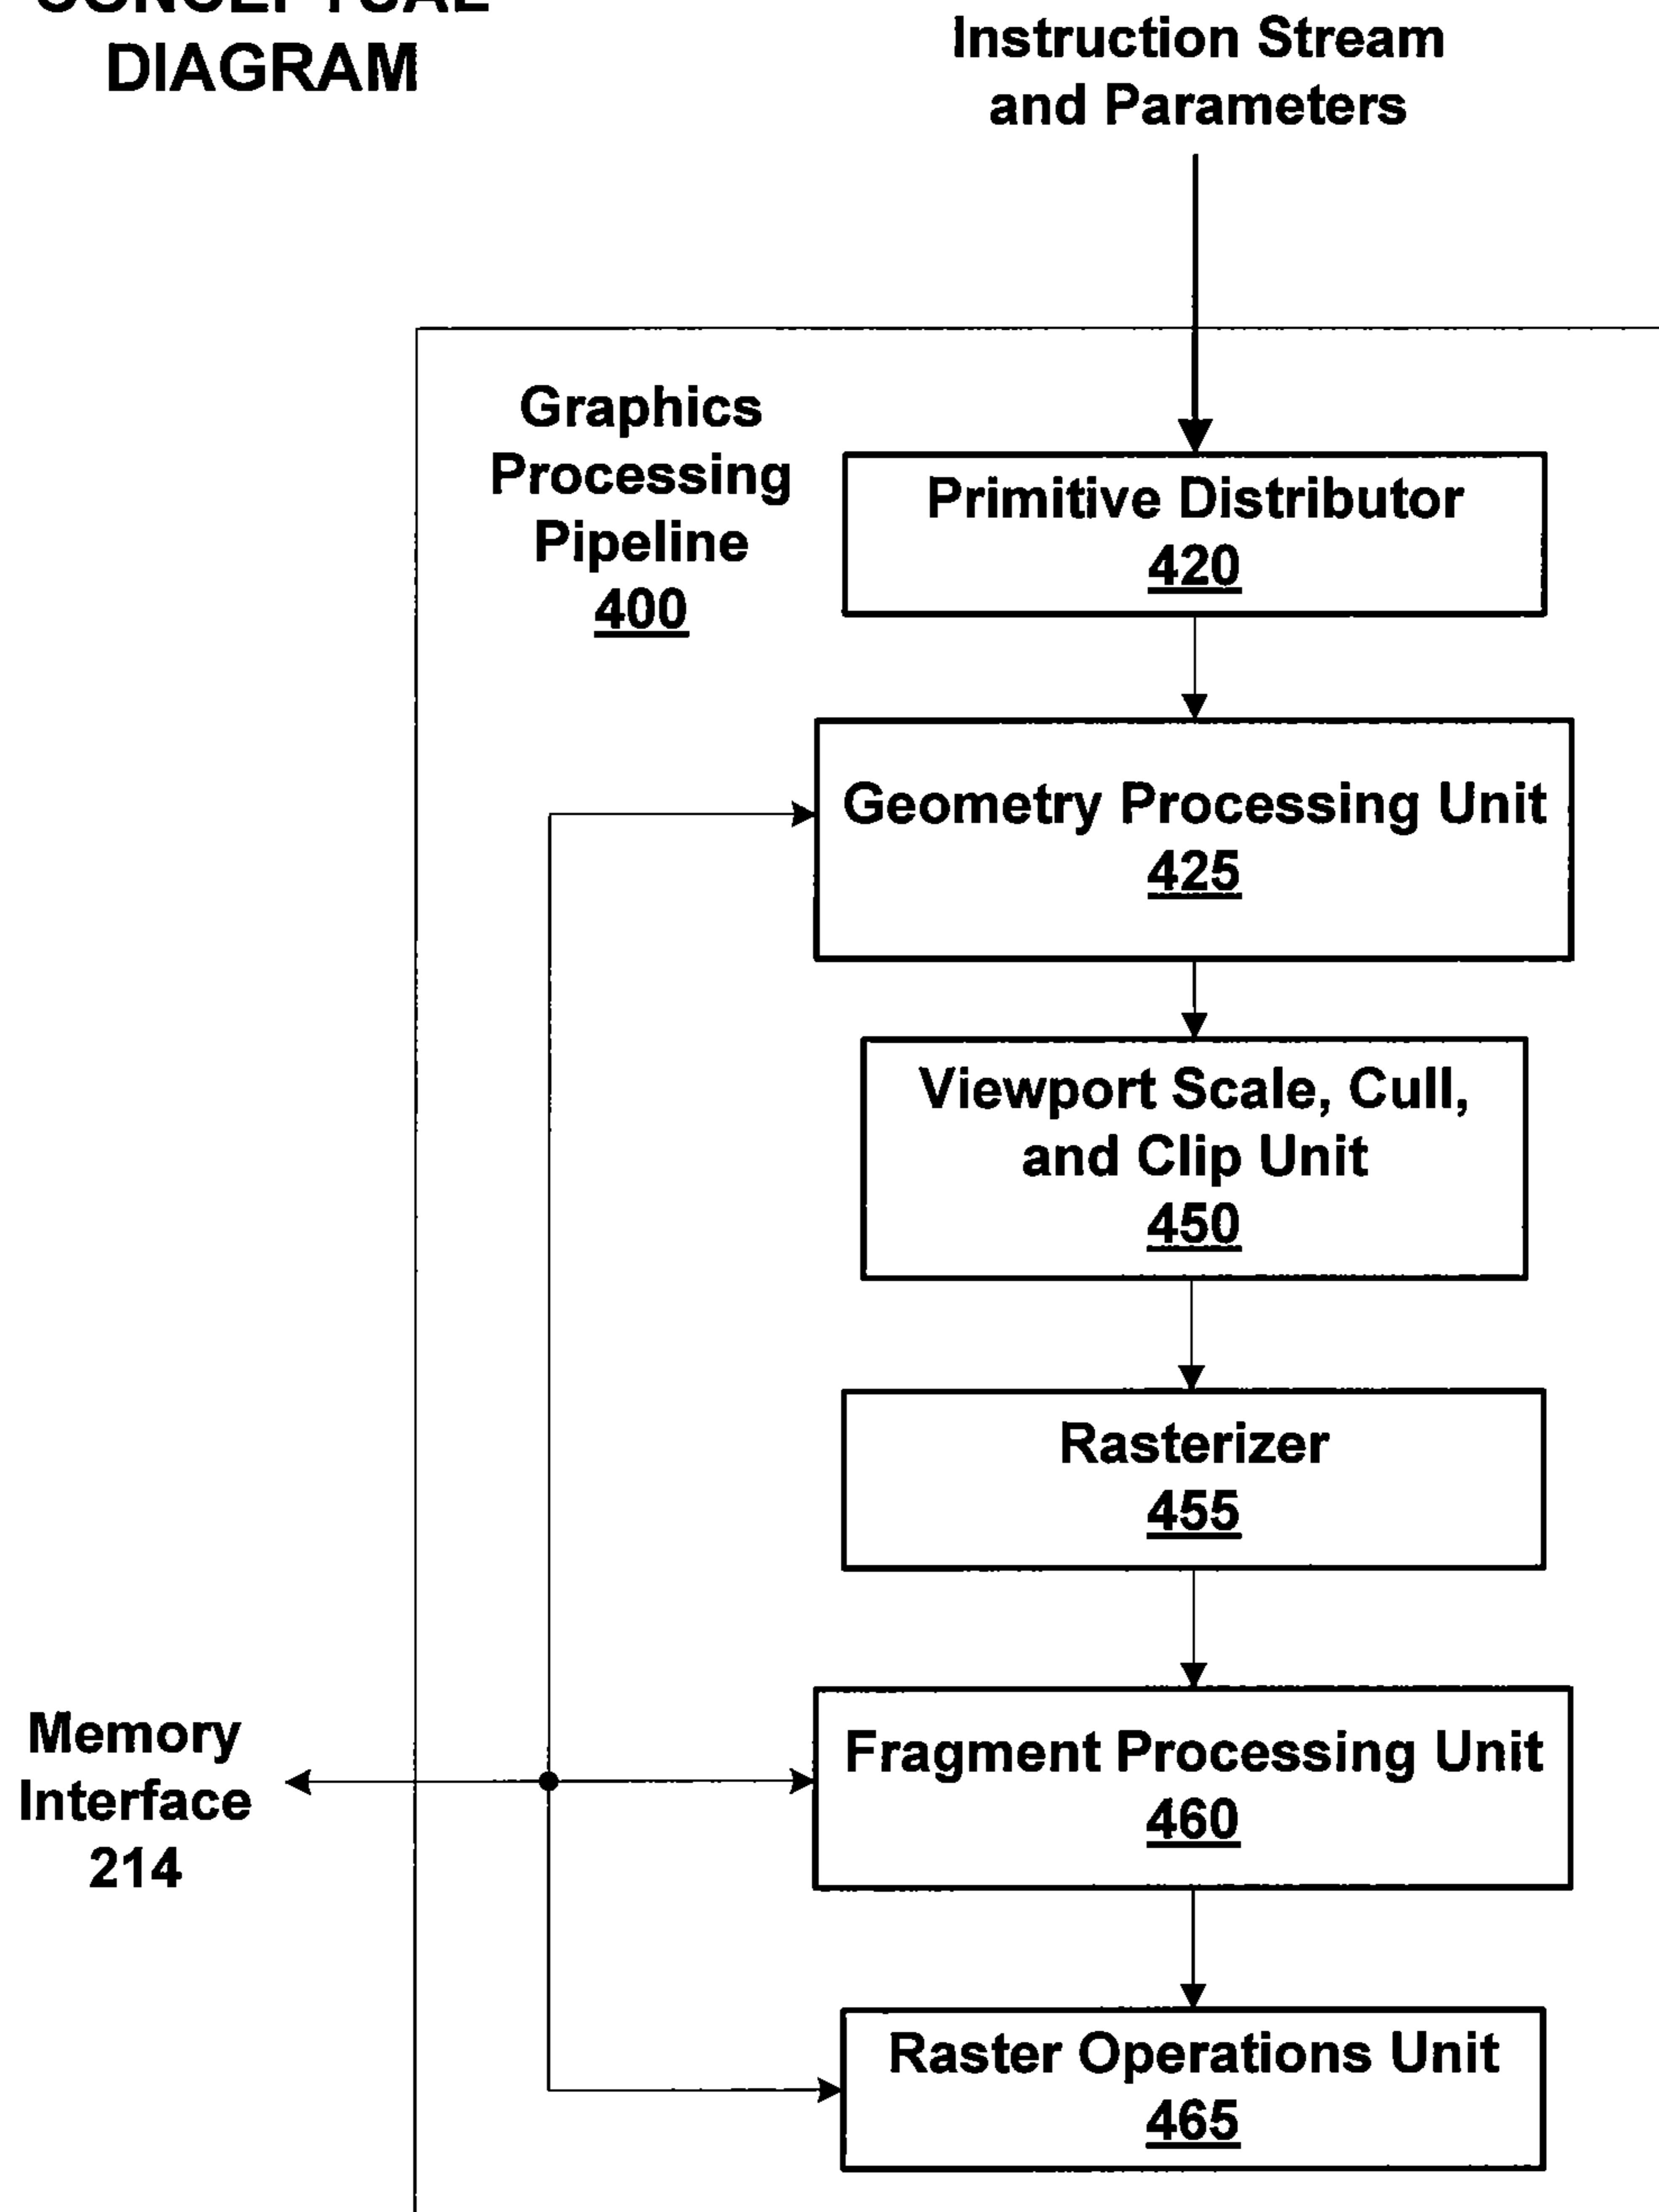 CONCEPTUAL
DIAGRAM
Instruction Stream
and Parameters
Graphics
Processing
Pipeline
400
Primitive Distributor
420
Geometry Processing Unit
425
Viewport Scale, Cull,
and Clip Unit
450
Rasterizer
455
Memory
Interface
214
Fragment Processing Unit
460
Raster Operations Unit
465